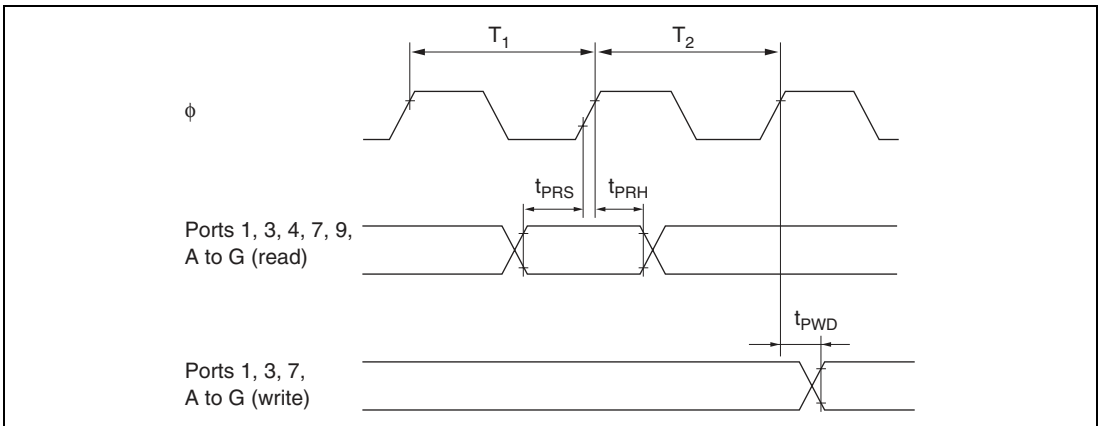 T1 T2
ϕ
tPRS tPRH
Ports 1, 3, 4, 7, 9,
A to G (read)
tPWD
Ports 1, 3, 7,
A to G (write)